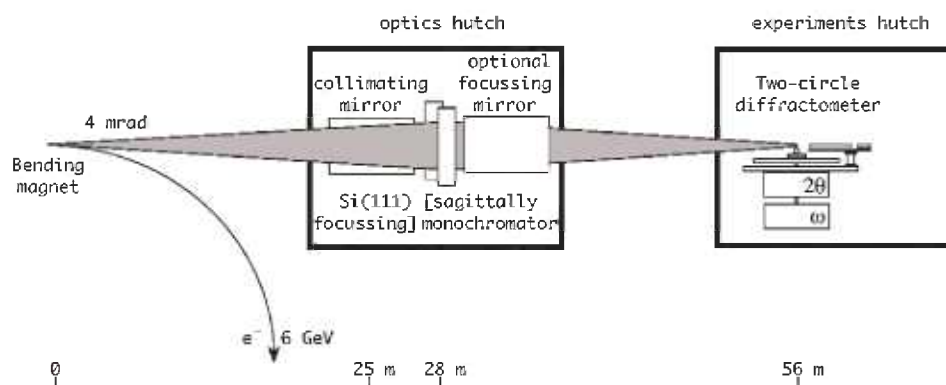 optics hutch
experiments hutch
collimating
mirror
optional
focussing
mirror
Two-circle
diffractometer
4 mrad
Bending
magnet
2θ
ω
Si(111) [sagittally
focussing] monochromator
e⁻ 6 GeV
0 25 m 28 m 56 m